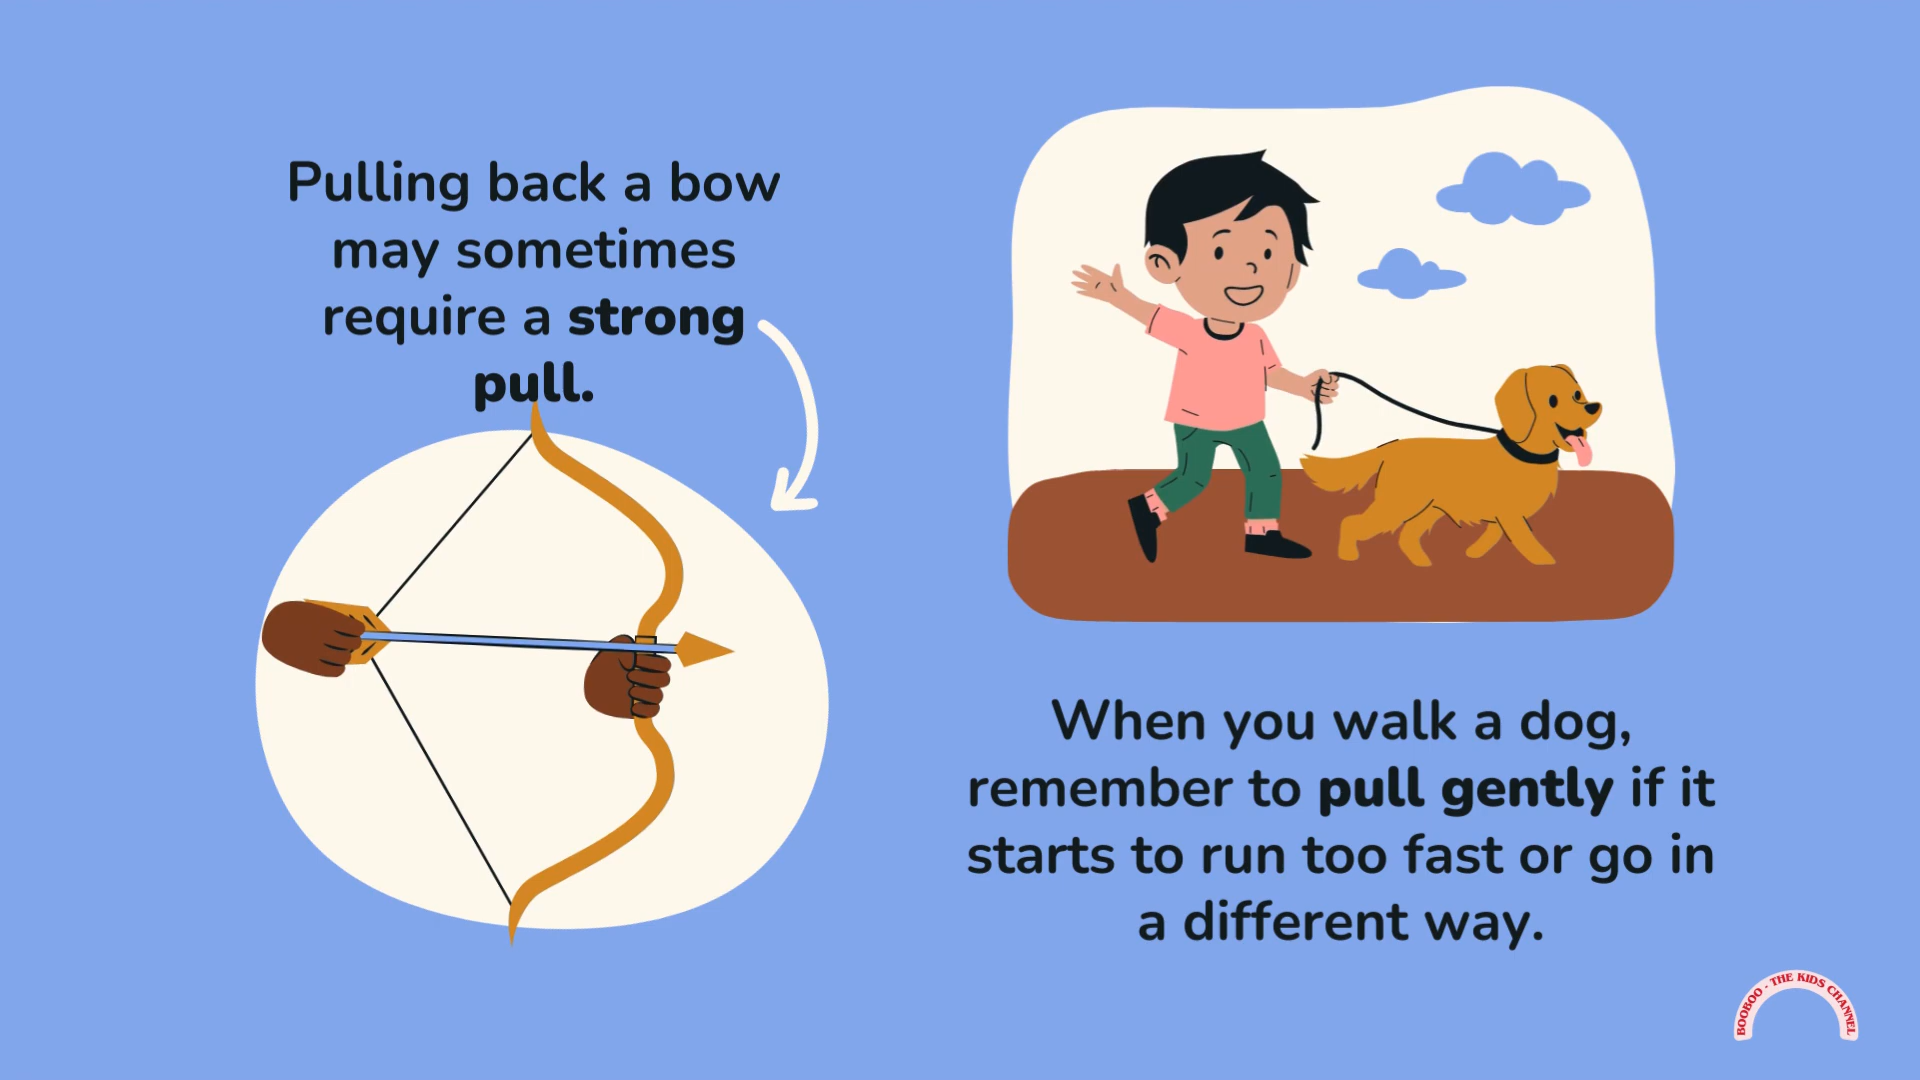 Pulling back a bow
may sometimes
require a strong
pull.
When you walk a dog,
remember to pull gently if it
starts to run too fast or go in
a different way.
BOOBOO - THE KIDS CHANNEL